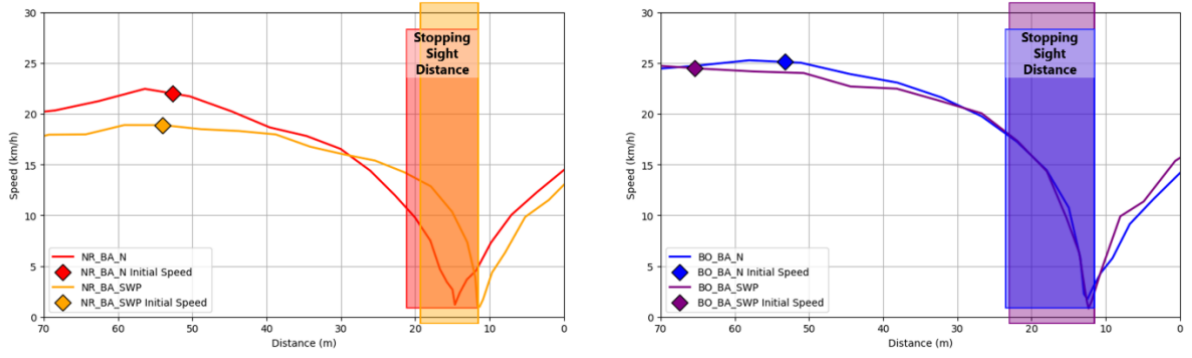 30
25
20
15
10
5
0
Speed (km/h)
Stopping
Sight
Distance
NR_BA_N
NR_BA_N Initial Speed
NR_BA_SWP
NR_BA_SWP Initial Speed
70 60 50 40 30 20 10 0
Distance (m)
30
25
20
15
10
5
0
Speed (km/h)
Stopping
Sight
Distance
BO_BA_N
BO_BA_N Initial Speed
BO_BA_SWP
BO_BA_SWP Initial Speed
70 60 50 40 30 20 10 0
Distance (m)